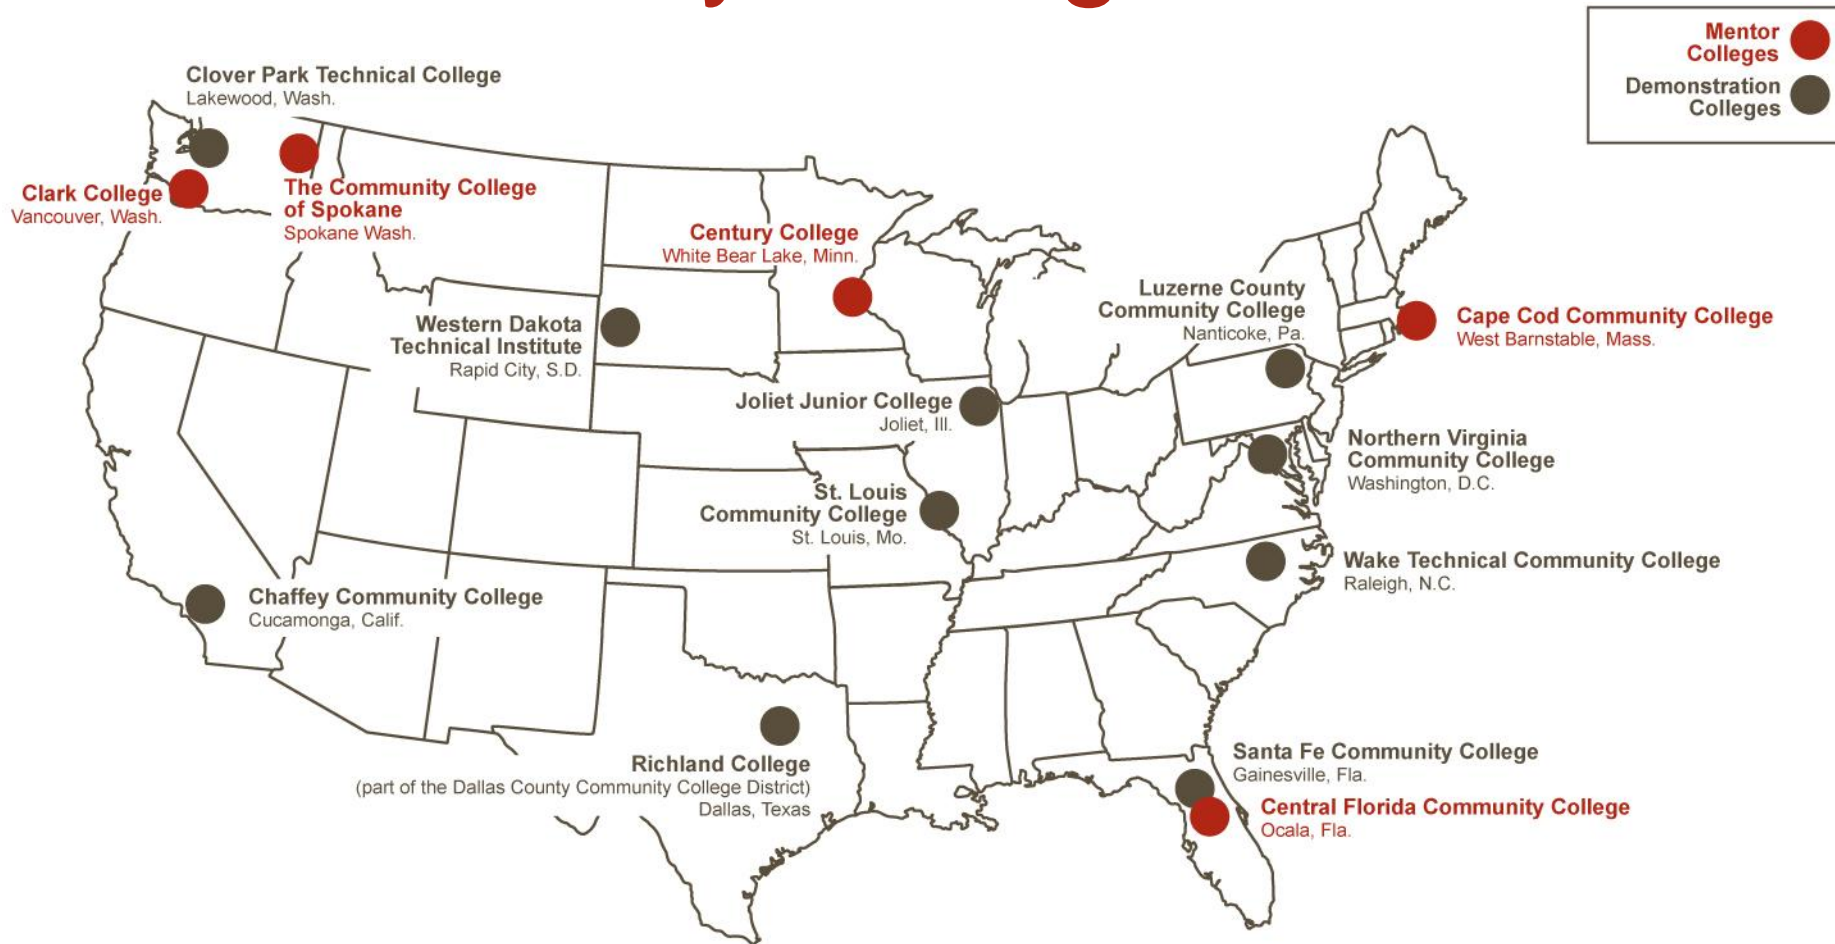 Mentor
Colleges
Demonstration
Colleges
Clover Park Technical College
Lakewood, Wash.
Clark College
Vancouver, Wash.
The Community College
of Spokane
Spokane Wash.
Century College
White Bear Lake, Minn.
Luzerne County
Community College
Nanticoke, Pa.
Cape Cod Community College
West Barnstable, Mass.
Western Dakota
Technical Institute
Rapid City, S.D.
Joliet Junior College
Joliet, Ill.
Northern Virginia
Community College
Washington, D.C.
St. Louis
Community College
St. Louis, Mo.
Wake Technical Community College
Raleigh, N.C.
Chaffey Community College
Cucamonga, Calif.
Richland College
(part of the Dallas County Community College District)
Dallas, Texas
Santa Fe Community College
Gainesville, Fla.
Central Florida Community College
Ocala, Fla.